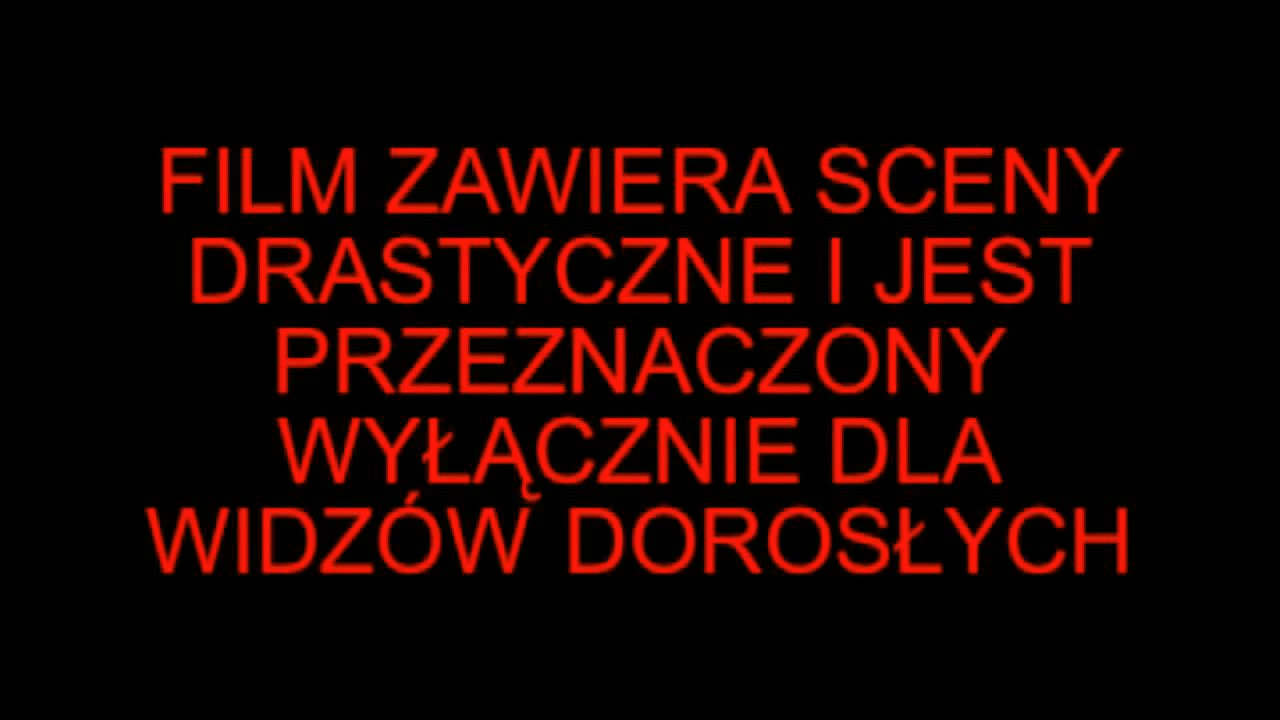 FILM ZAWIERA SCENY
DRASTYCZNE I JEST
PRZEZNACZONY
WYŁĄCZNIE DLA
WIDZÓW DOROSŁYCH